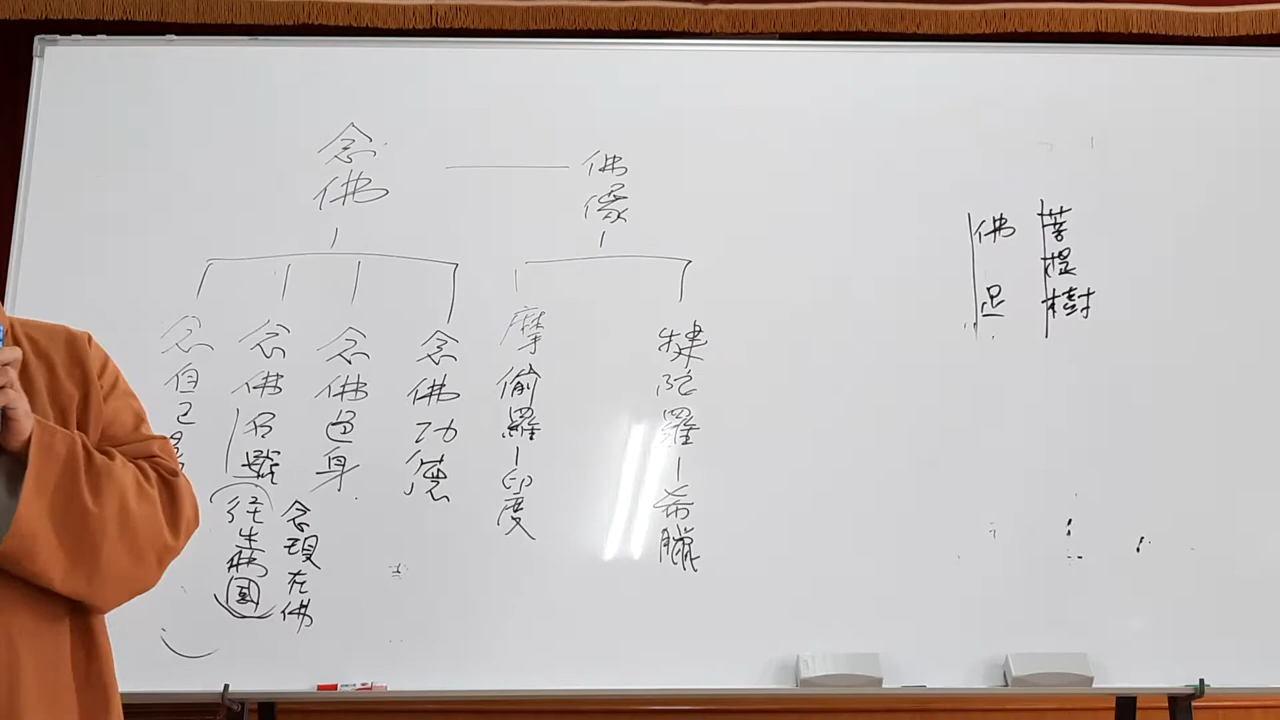 念佛
佛像
念自己
念佛名號
往生佛國
念現在佛
念佛色身
念佛功德
摩偷羅-印度
犍陀羅-希臘
佛足
菩提樹